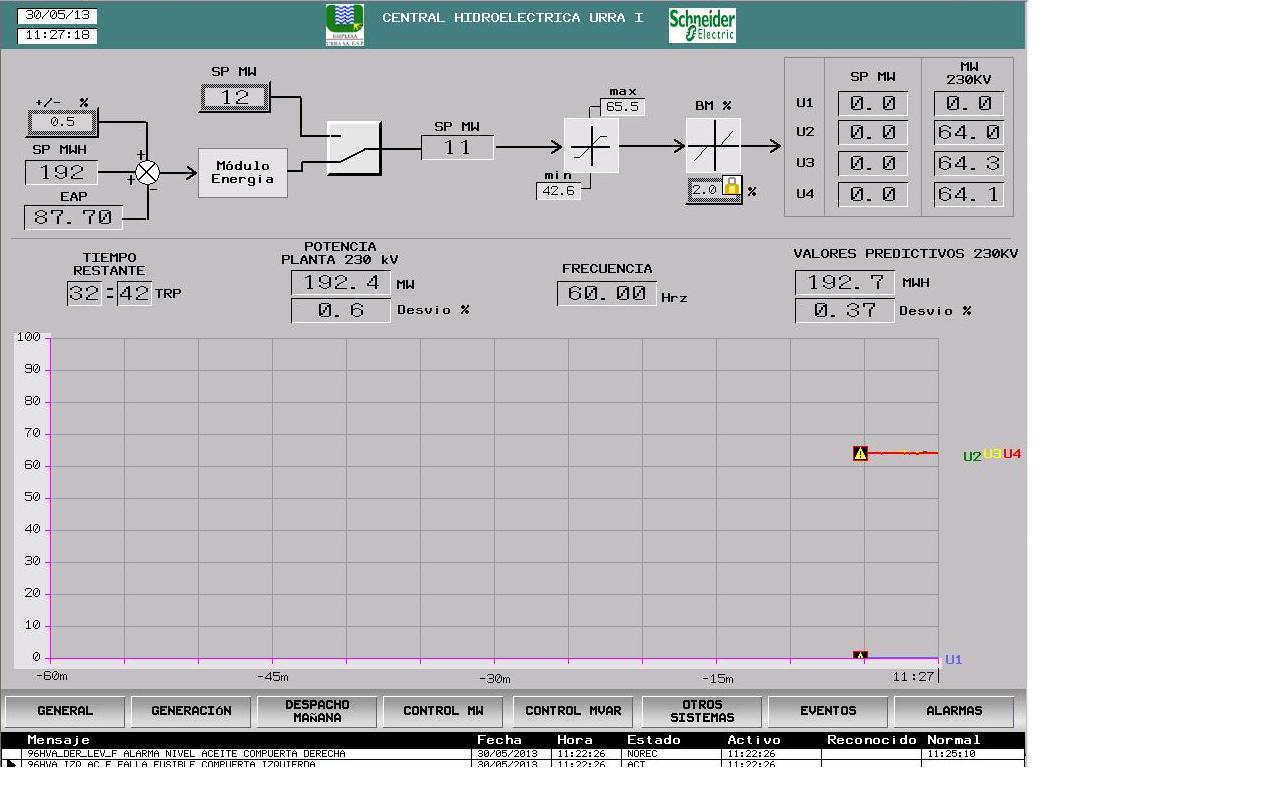 30/05/13
11:27:18
CENTRAL HIDROELECTRICA URRA I
EMPRESA
URRA S.A. E.S.P.
Schneider
Electric
+/- %
0.5
SP MWH
192
EAP
87.70
+
+
−
SP MW
12
Módulo
Energia
SP MW
11
max
65.5
min
42.6
BM %
2.0 %
SP MW MW
230KV
U1 0.0 0.0
U2 0.0 64.0
U3 0.0 64.3
U4 0.0 64.1
TIEMPO
RESTANTE
32:42 TRP
POTENCIA
PLANTA 230 kV
192.4 MW
0.6 Desvio %
FRECUENCIA
60.00 Hrz
VALORES PREDICTIVOS 230KV
192.7 MWH
0.37 Desvio %
100
90
80
70
60
50
40
30
20
10
0
U2 U3 U4
U1
-60m -45m -30m -15m 11:27
GENERAL
GENERACIóN
DESPACHO
MAñANA
CONTROL MW
CONTROL MVAR
OTROS
SISTEMAS
EVENTOS
ALARMAS
Mensaje Fecha Hora Estado Activo Reconocido Normal
96HVA_DER_LEV_F ALARMA NIVEL ACEITE COMPUERTA DERECHA 30/05/2013 11:22:26 NOREC 11:22:26 11:25:10
96HVA_IZQ_AC_F FALLA FUSIBLE COMPUERTA IZQUIERDA 30/05/2013 11:22:26 ACT 11:22:26